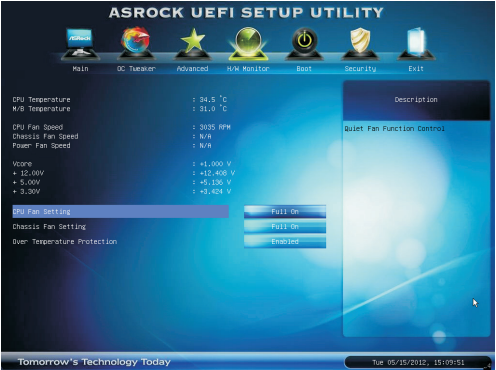 ASROCK UEFI SETUP UTILITY
ASRock
Main OC Tweaker Advanced H/W Monitor Boot Security Exit
CPU Temperature : 34.5 °C
M/B Temperature : 31.0 °C
CPU Fan Speed : 3035 RPM
Chassis Fan Speed : N/A
Power Fan Speed : N/A
Vcore : +1.000 V
+ 12.00V : +12.408 V
+ 5.00V : +5.136 V
+ 3.30V : +3.424 V
CPU Fan Setting Full On
Chassis Fan Setting Full On
Over Temperature Protection Enabled
Description
Quiet Fan Function Control
Tomorrow's Technology Today
Tue 05/15/2012, 15:09:51